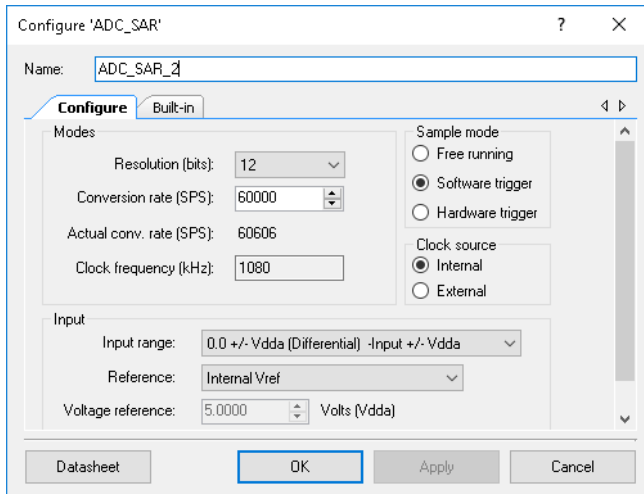 Configure 'ADC_SAR'
?
Name:
ADC_SAR_2
Configure
Built-in
Modes
Resolution (bits):
12
Conversion rate (SPS):
60000
Actual conv. rate (SPS):
60606
Clock frequency (kHz):
1080
Sample mode
Free running
Software trigger
Hardware trigger
Clock source
Internal
External
Input
Input range:
0.0 +/- Vdda (Differential) -Input +/- Vdda
Reference:
Internal Vref
Voltage reference:
5.0000
Volts (Vdda)
Datasheet
OK
Apply
Cancel